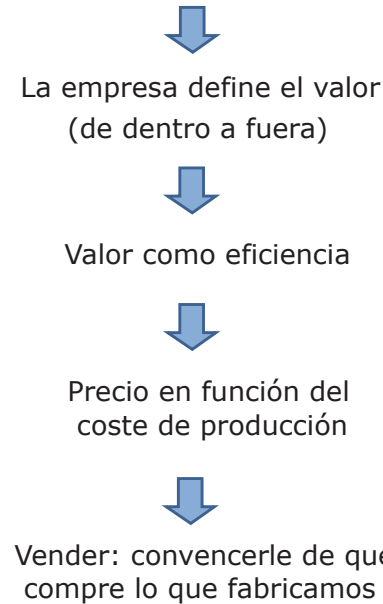 La empresa define el valor
(de dentro a fuera)
Valor como eficiencia
Precio en función del
coste de producción
Vender: convencerle de que
compre lo que fabricamos